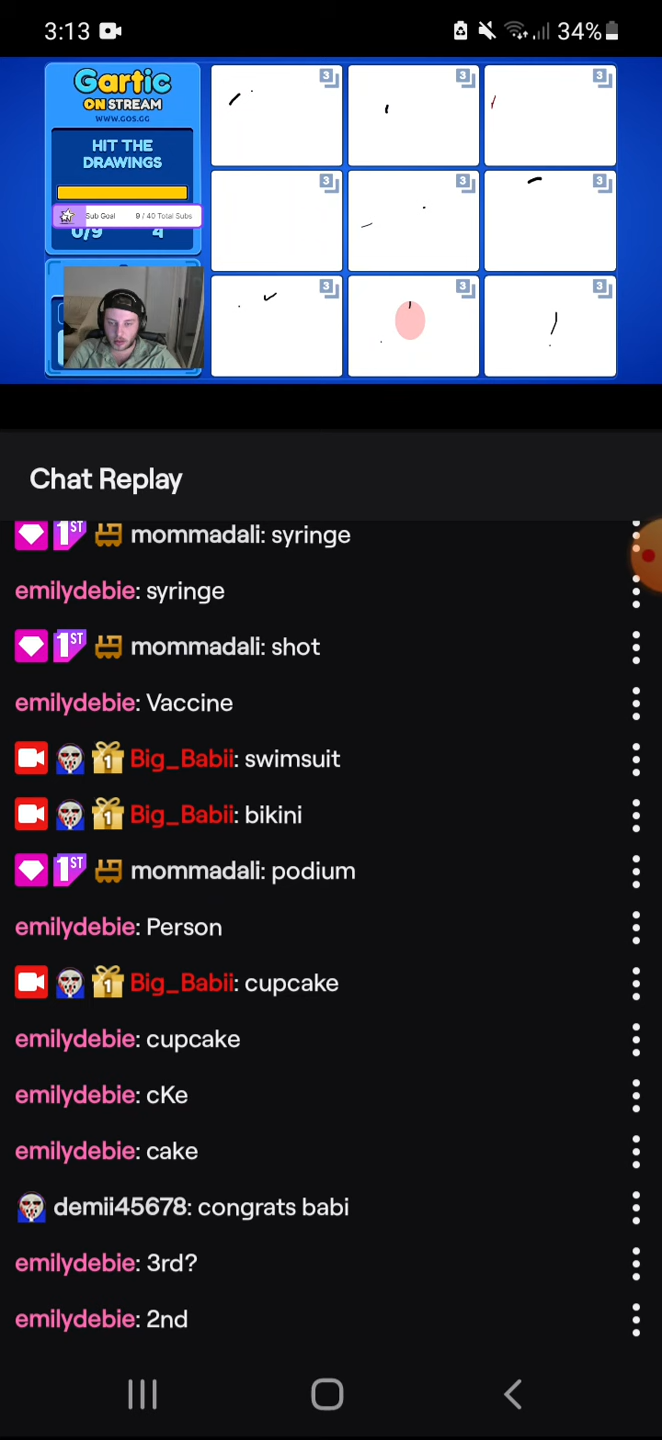 3:13
34%
Gartic
ON STREAM
WWW.GOS.GG
HIT THE
DRAWINGS
Sub Goal 9 / 40 Total Subs
0/9 4
3 3 3
3 3 3
3 3 3
Chat Replay
1ST mommadali: syringe
emilydebie: syringe
1ST mommadali: shot
emilydebie: Vaccine
1 Big_Babii: swimsuit
1 Big_Babii: bikini
1ST mommadali: podium
emilydebie: Person
1 Big_Babii: cupcake
emilydebie: cupcake
emilydebie: cKe
emilydebie: cake
demii45678: congrats babi
emilydebie: 3rd?
emilydebie: 2nd